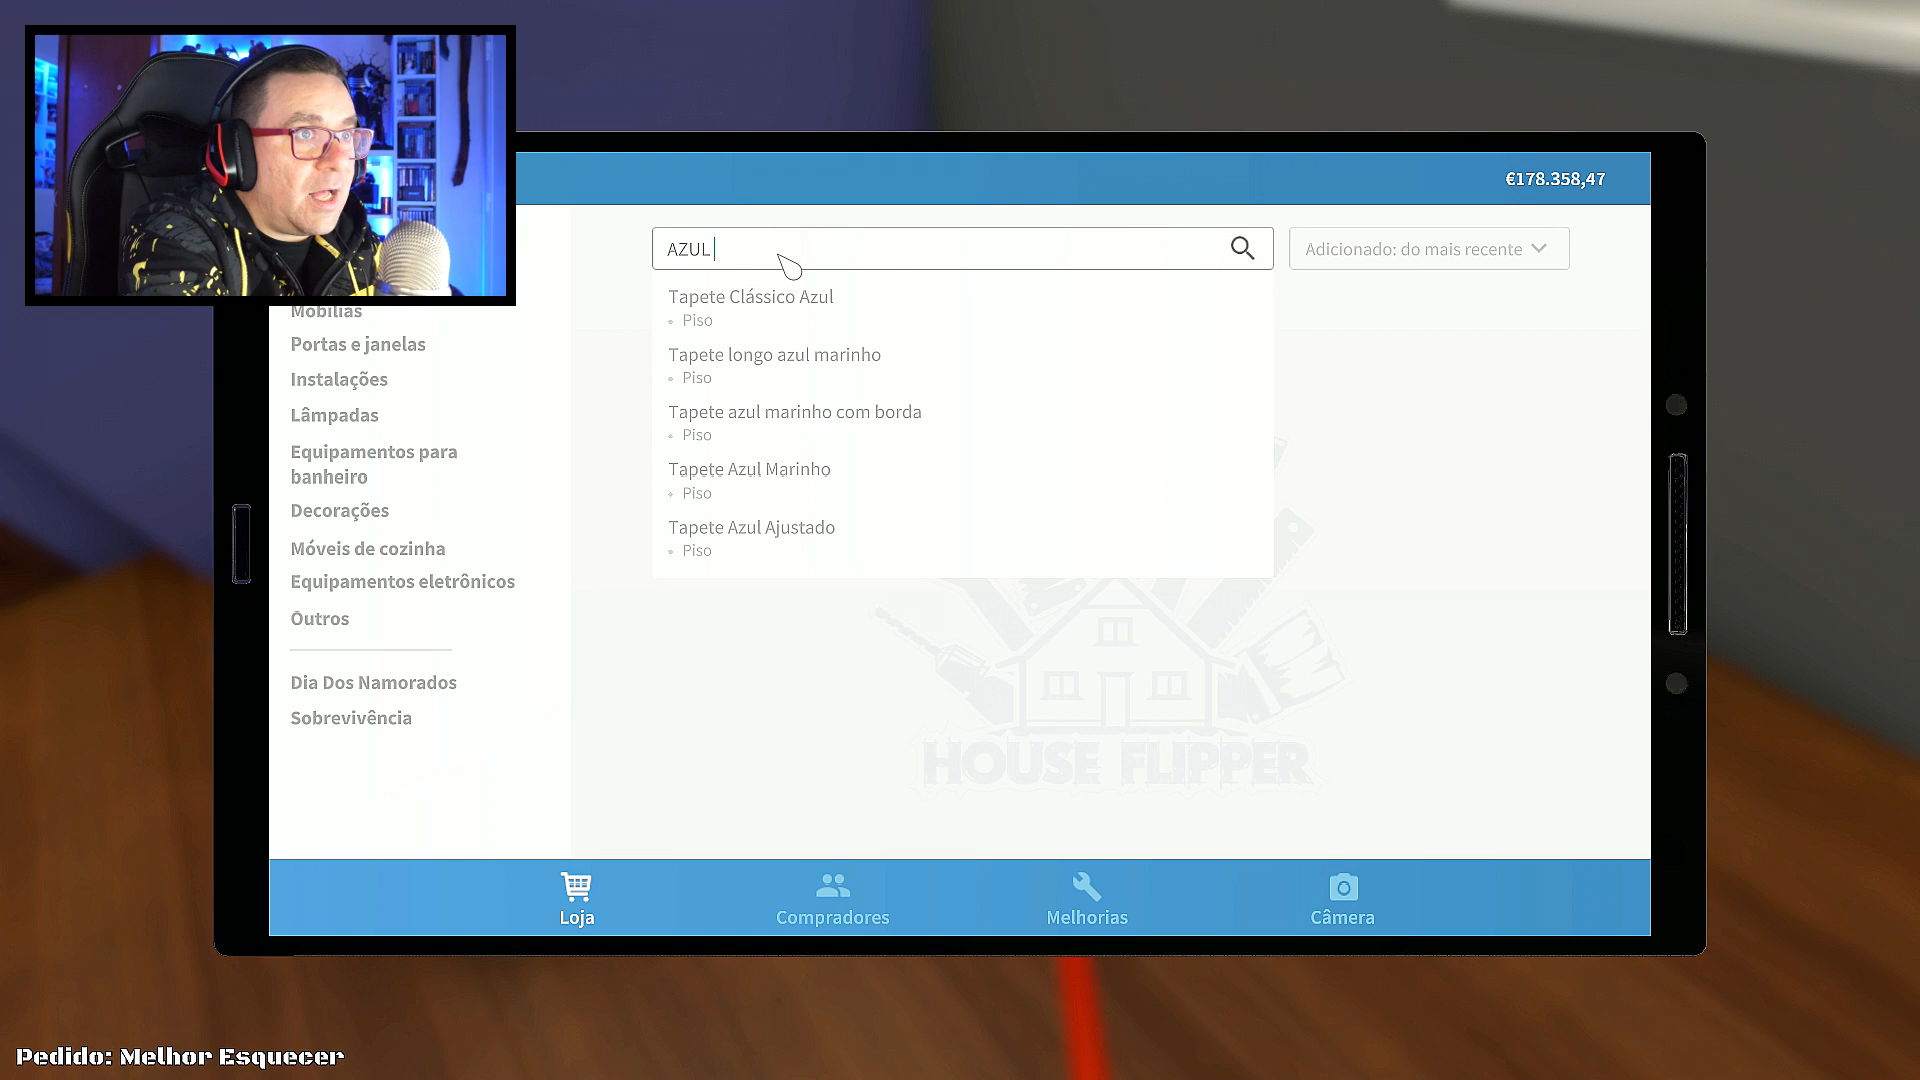 €178.358,47
AZUL
Adicionado: do mais recente
Tapete Clássico Azul
Piso
Tapete longo azul marinho
Piso
Tapete azul marinho com borda
Piso
Tapete Azul Marinho
Piso
Tapete Azul Ajustado
Piso
Mobílias
Portas e janelas
Instalações
Lâmpadas
Equipamentos para
banheiro
Decorações
Móveis de cozinha
Equipamentos eletrônicos
Outros
Dia Dos Namorados
Sobrevivência
HOUSE FLIPPER
Loja
Compradores
Melhorias
Câmera
Pedido: Melhor Esquecer